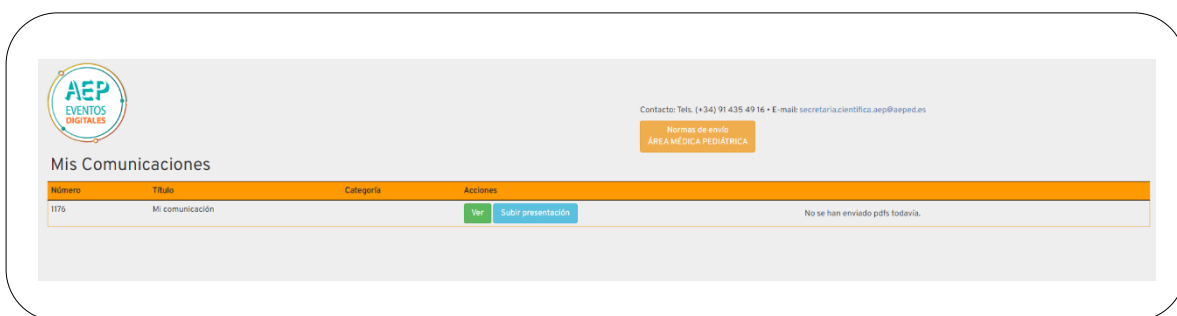 AEP
EVENTOS
DIGITALES
Contacto: Tels. (+34) 91 435 49 16 • E-mail: secretaria.cientifica.aep@aeped.es
Normas de envío
ÁREA MÉDICA PEDIÁTRICA
Mis Comunicaciones
Número Título Categoría Acciones
1176 Mi comunicación Ver Subir presentación No se han enviado pdfs todavía.